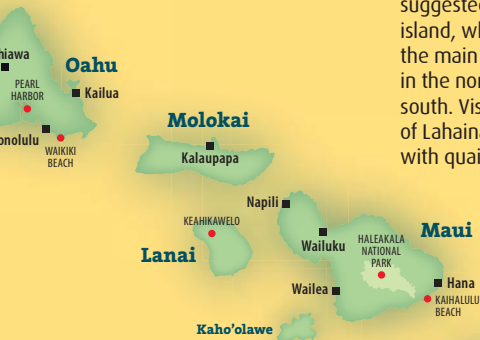 hiawa
Oahu
PEARL
HARBOR
Kailua
onolulu
WAIKIKI
BEACH
Molokai
Kalaupapa
KEAHIKAWELO
Lanai
Napili
Wailuku
HALEAKALA
NATIONAL
PARK
Maui
Wailea
Hana
KAIHALULU
BEACH
Kaho'olawe
suggested
island, wh
the main
in the nor
south. Vis
of Lahaina
with quai